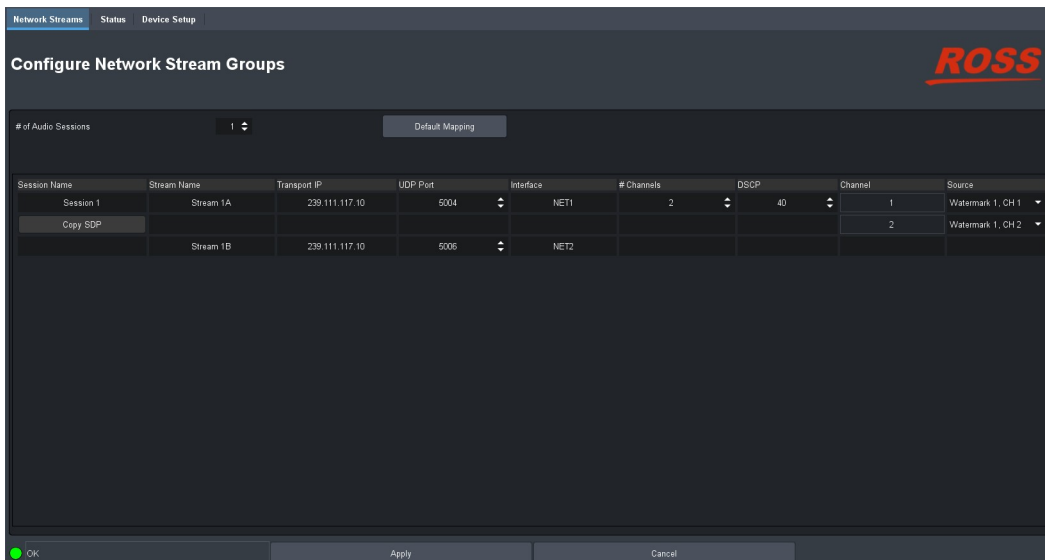 Network Streams Status Device Setup
Configure Network Stream Groups
ROSS
# of Audio Sessions 1 Default Mapping
Session Name Stream Name Transport IP UDP Port Interface # Channels DSCP Channel Source
Session 1 Stream 1A 239.111.117.10 5004 NET1 2 40 1 Watermark 1, CH 1
Copy SDP 2 Watermark 1, CH 2
Stream 1B 239.111.117.10 5006 NET2
OK Apply Cancel